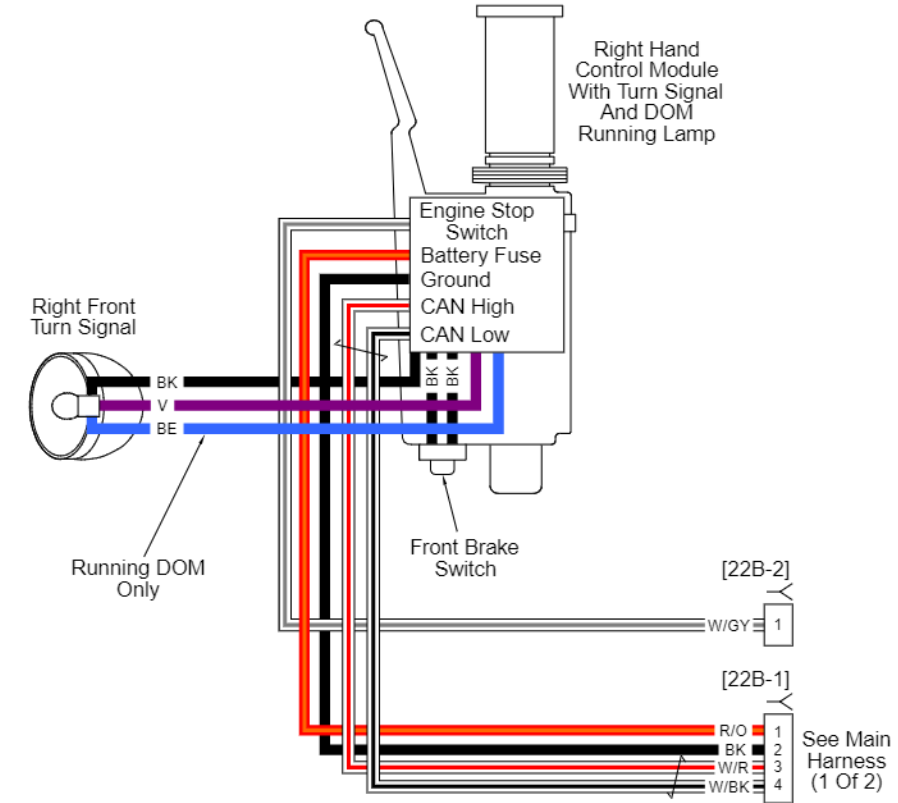 Right Hand
Control Module
With Turn Signal
And DOM
Running Lamp
Engine Stop
Switch
Battery Fuse
Ground
CAN High
CAN Low
Right Front
Turn Signal
BK
V
BE
BK
BK
Running DOM
Only
Front Brake
Switch
[22B-2]
W/GY
1
[22B-1]
R/O 1
BK 2
W/R 3
W/BK 4
See Main
Harness
(1 Of 2)